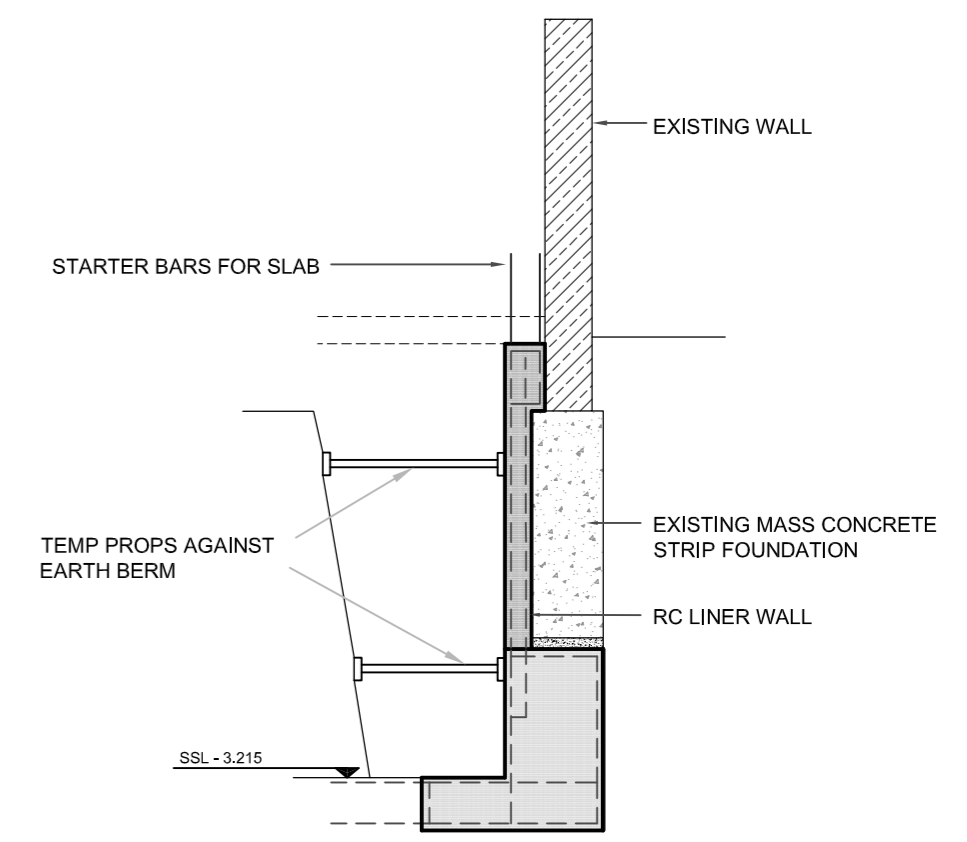 EXISTING WALL
STARTER BARS FOR SLAB
EXISTING MASS CONCRETE
STRIP FOUNDATION
TEMP PROPS AGAINST
EARTH BERM
RC LINER WALL
SSL - 3.215